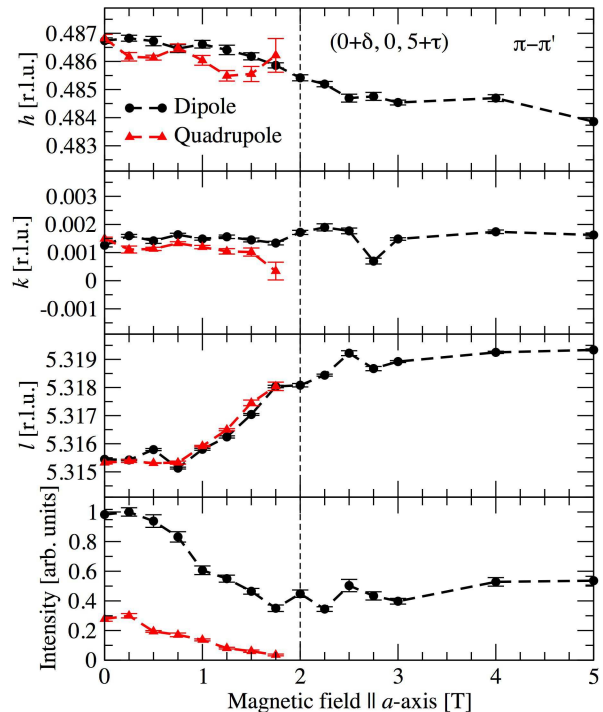 (0+δ, 0, 5+τ) π−π'
h [r.l.u.]
0.487
0.486
0.485
0.484
0.483
Dipole
Quadrupole
k [r.l.u.]
0.003
0.002
0.001
0
-0.001
l [r.l.u.]
5.319
5.318
5.317
5.316
5.315
Intensity [arb. units]
1
0.8
0.6
0.4
0.2
0
0 1 2 3 4 5
Magnetic field || a-axis [T]